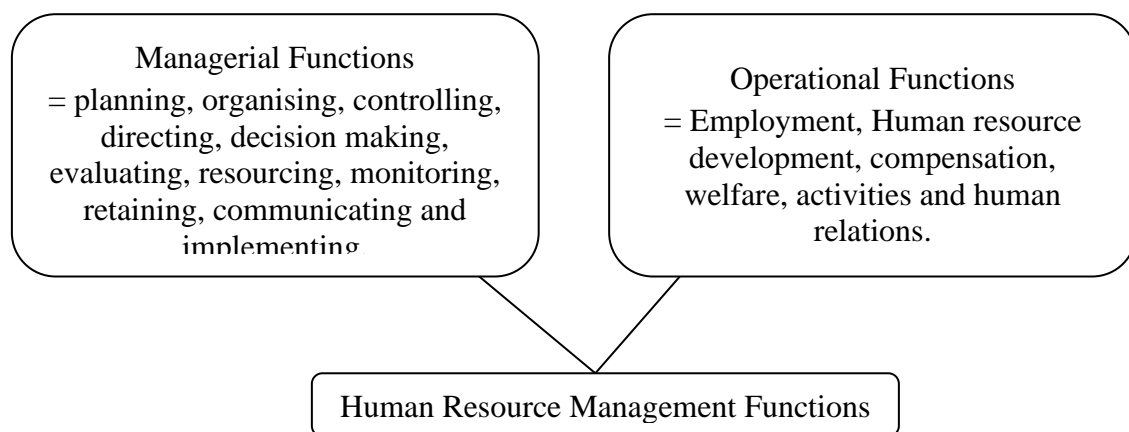 Managerial Functions
= planning, organising, controlling,
directing, decision making,
evaluating, resourcing, monitoring,
retaining, communicating and
implementing.
Operational Functions
= Employment, Human resource
development, compensation,
welfare, activities and human
relations.
Human Resource Management Functions